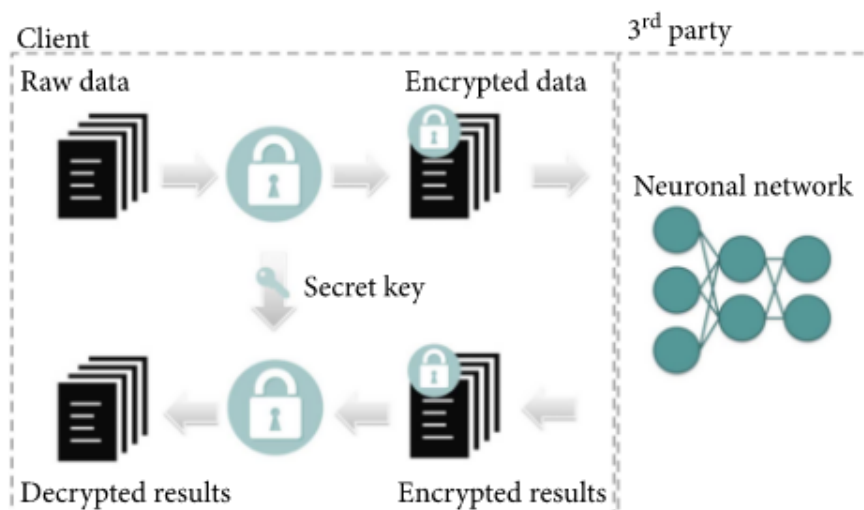 Client
3rd party
Raw data
Encrypted data
Neuronal network
Secret key
Decrypted results
Encrypted results